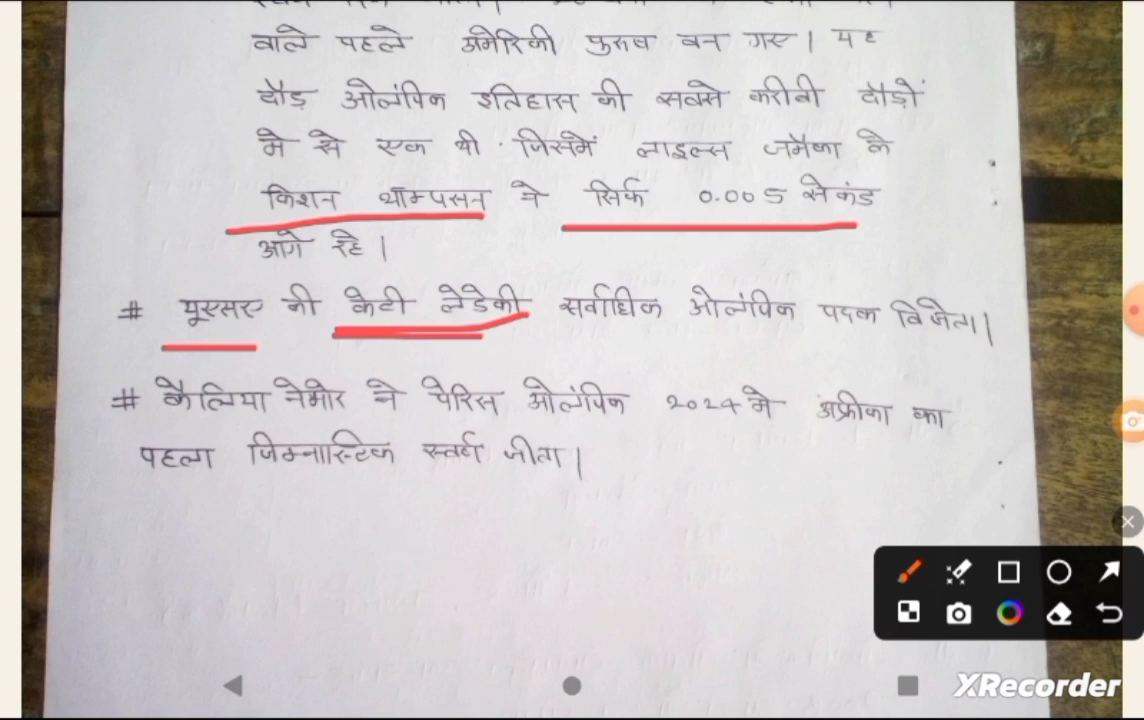 वाले पहले अमेरिकी पुरुष बन गए। यह
दौड़ ओलंपिक इतिहास की सबसे करीबी दौड़ों
मे से एक थी. जिसमें लाइल्स जमैका के
किशन थॉम्पसन ने सिर्फ 0.005 सेकंड
आगे रहे।
# यूएसए की केटी लेडेकी सर्वाधिक ओलंपिक पदक विजेता।
# कैलिया नेमोर ने पेरिस ओलंपिक २०२४ मे अफ्रीका का
पहला जिम्नास्टिक स्वर्ण जीता।
XRecorder